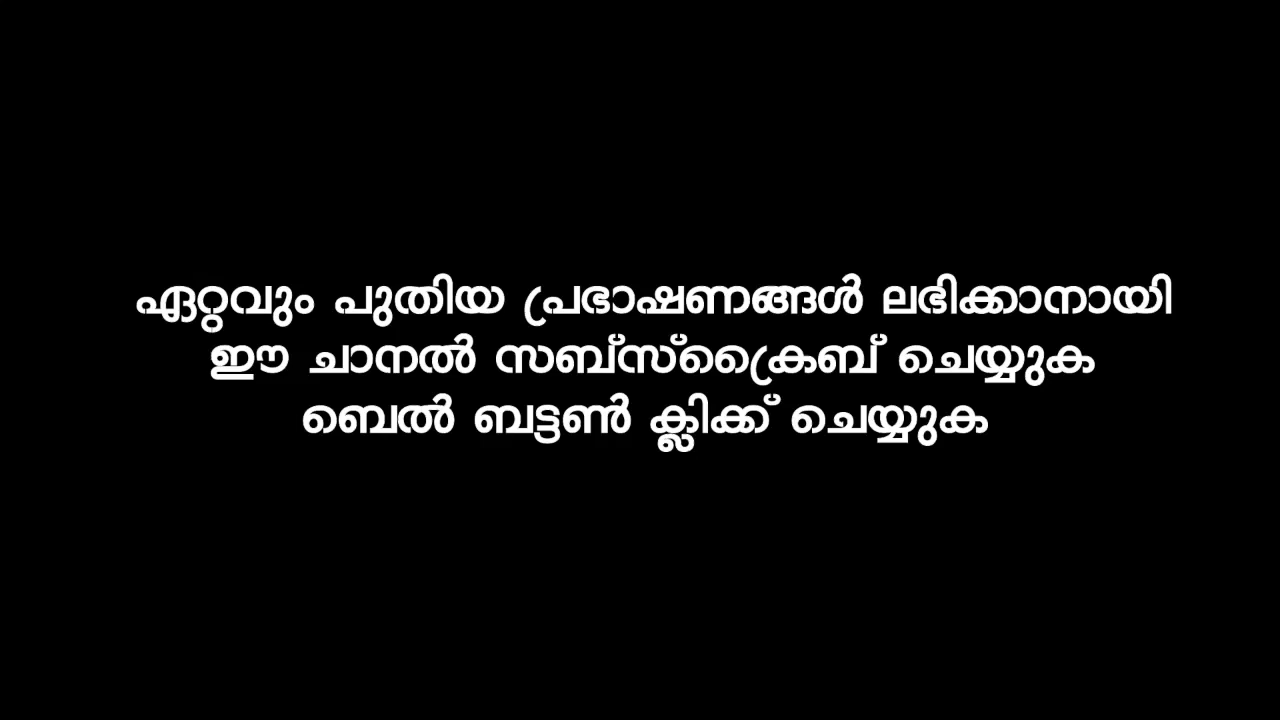 ഏറ്റവും പുതിയ പ്രഭാഷണങ്ങൾ ലഭിക്കാനായി
ഈ ചാനൽ സബ്സ്ക്രൈബ് ചെയ്യുക
ബെൽ ബട്ടൺ ക്ലിക്ക് ചെയ്യുക